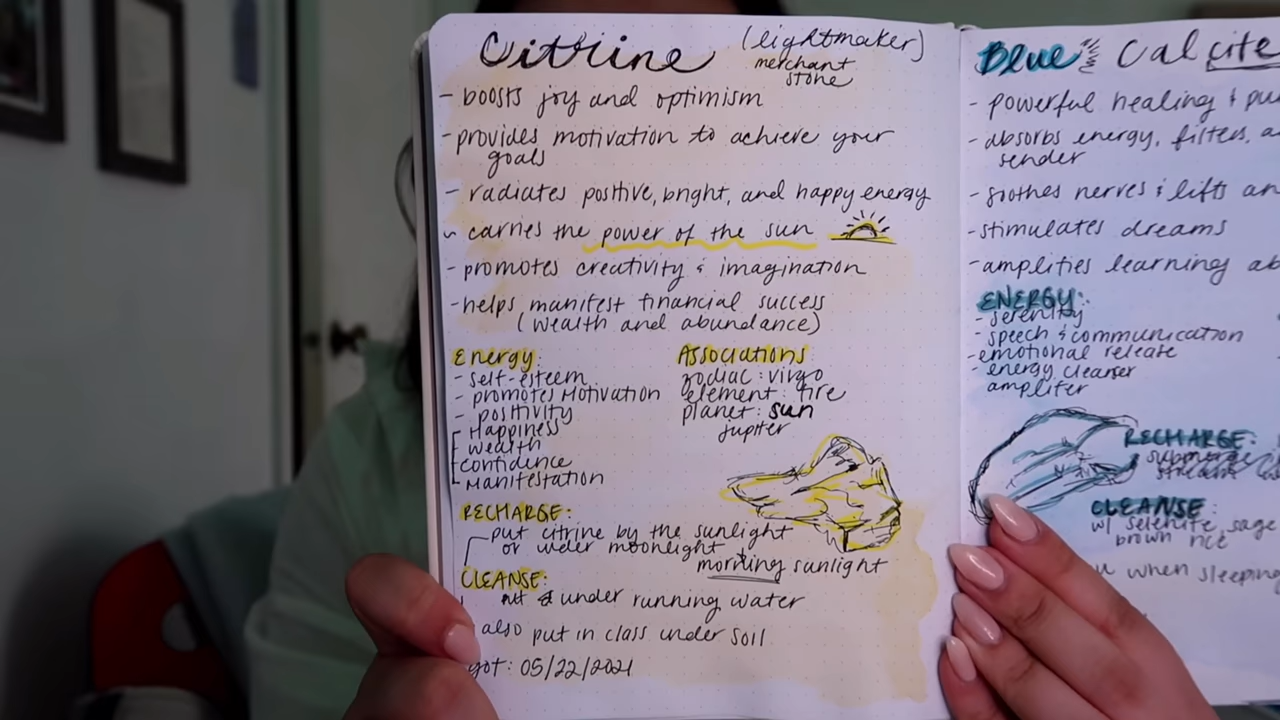 Citrine (lightmaker)
merchant
stone
- boosts joy and optimism
- provides motivation to achieve your
goals
- radiates positive, bright, and happy energy
~ carries the power of the sun
- promotes creativity & imagination
- helps manifest financial success
(wealth and abundance)
Energy:
- self-esteem
- promotes Motivation
- positivity
Happiness
wealth
confidence
Manifestation
Associations
zodiac: virgo
element: fire
planet: sun
jupiter
RECHARGE:
put citrine by the sunlight
or under moonlight
morning sunlight
CLEANSE:
under running water
also put in class under soil
got: 05/22/2021
Blue Calcite
- powerful healing &
- absorbs energy, filters,
sender
- soothes nerves & lifts
- stimulates dreams
- amplifies learning
ENERGY:
- serenity
- speech & communication
- emotional release
- energy cleanser
amplifer
RECHARGE:
submerge
streams
CLEANSE:
w/ selenite, sage
brown rice
when sleeping